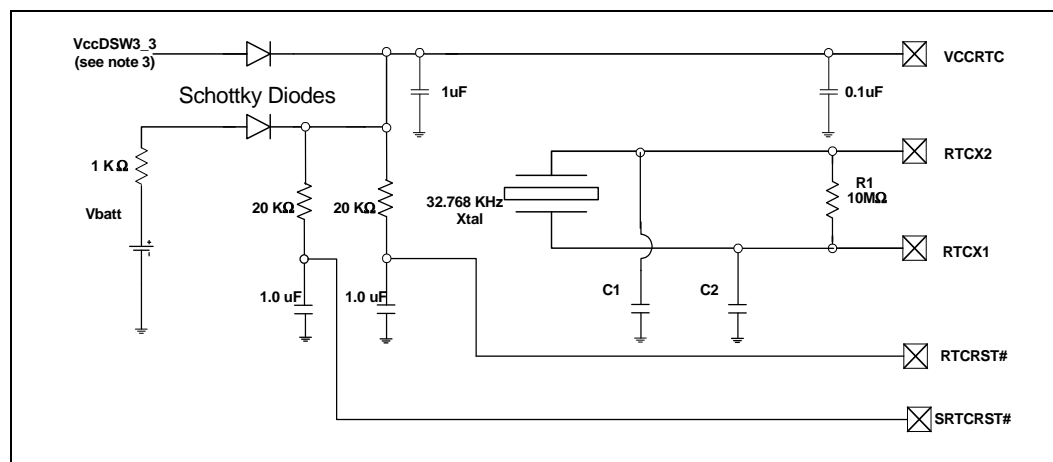 VccDSW3_3
(see note 3)
VCCRTC
1uF
0.1uF
Schottky Diodes
1 KΩ
RTCX2
20 KΩ
20 KΩ
32.768 KHz
Xtal
R1
10MΩ
Vbatt
+
-
RTCX1
1.0 uF
1.0 uF
C1
C2
RTCRST#
SRTCRST#